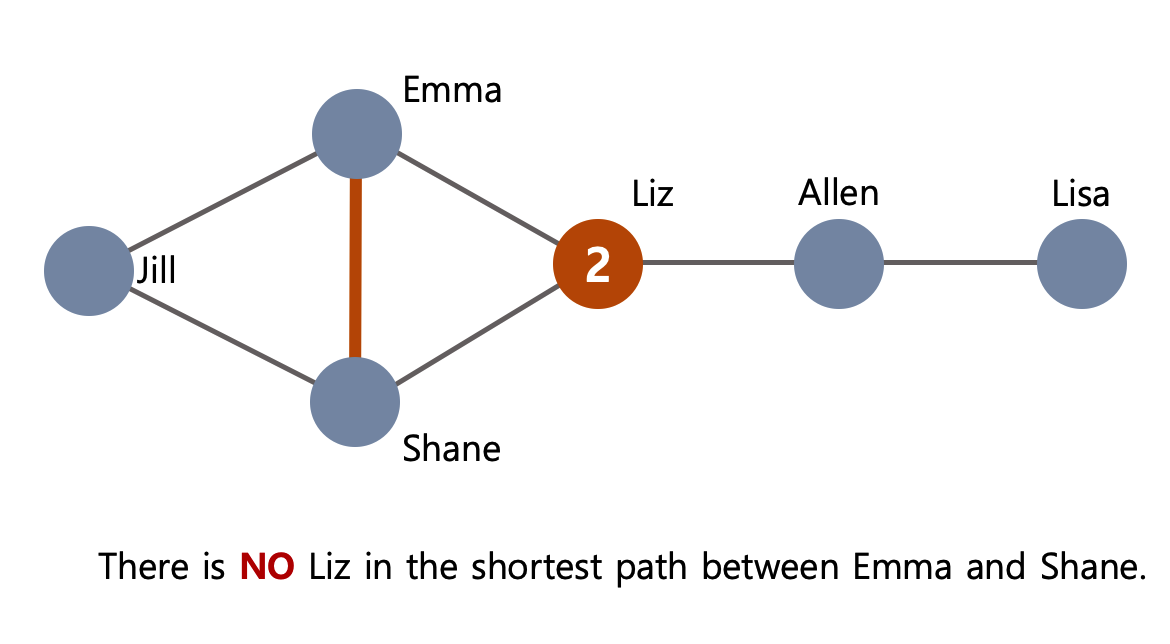 Emma
Liz
Allen
Lisa
Jill
2
Shane
There is NO Liz in the shortest path between Emma and Shane.